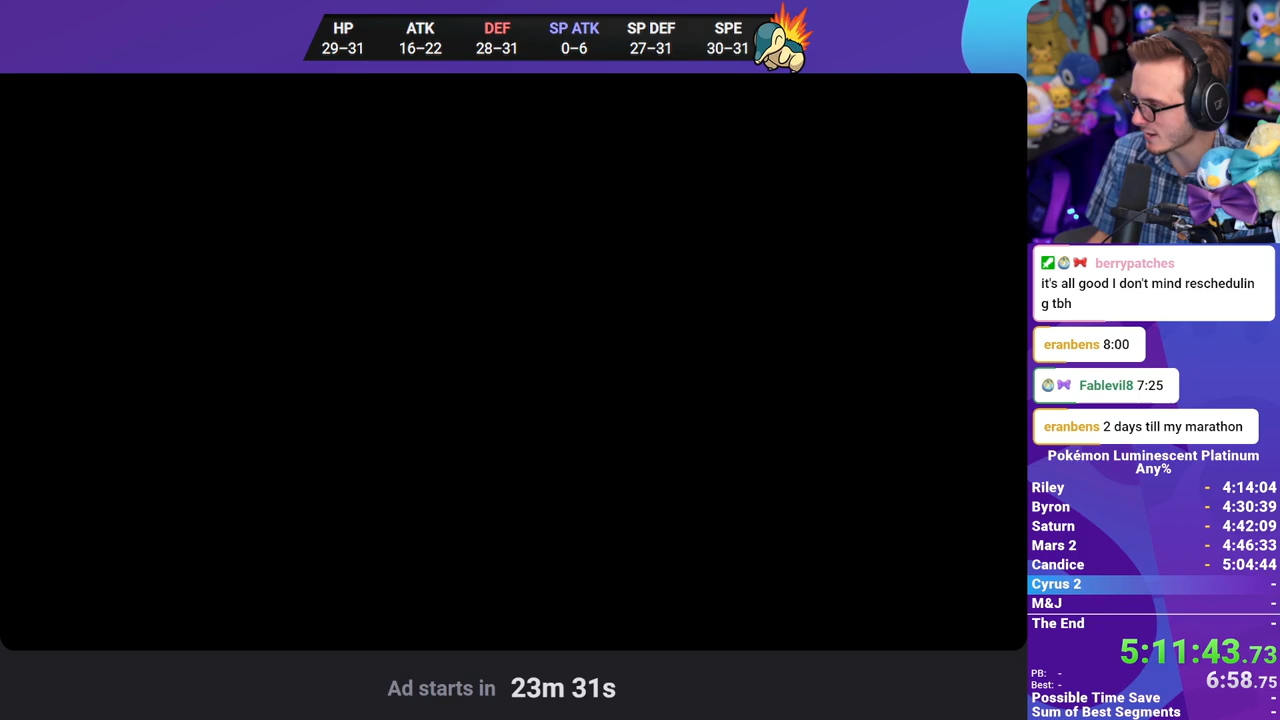 HP ATK DEF SP ATK SP DEF SPE
29–31 16–22 28–31 0–6 27–31 30–31
berrypatches
it's all good I don't mind reschedulin
g tbh
eranbens 8:00
Fablevil8 7:25
eranbens 2 days till my marathon
Pokémon Luminescent Platinum
Any%
Riley - 4:14:04
Byron - 4:30:39
Saturn - 4:42:09
Mars 2 - 4:46:33
Candice - 5:04:44
Cyrus 2 -
M&J -
The End -
5:11:43.73
PB: -
Best: - 6:58.75
Possible Time Save -
Sum of Best Segments -
Ad starts in 23m 31s